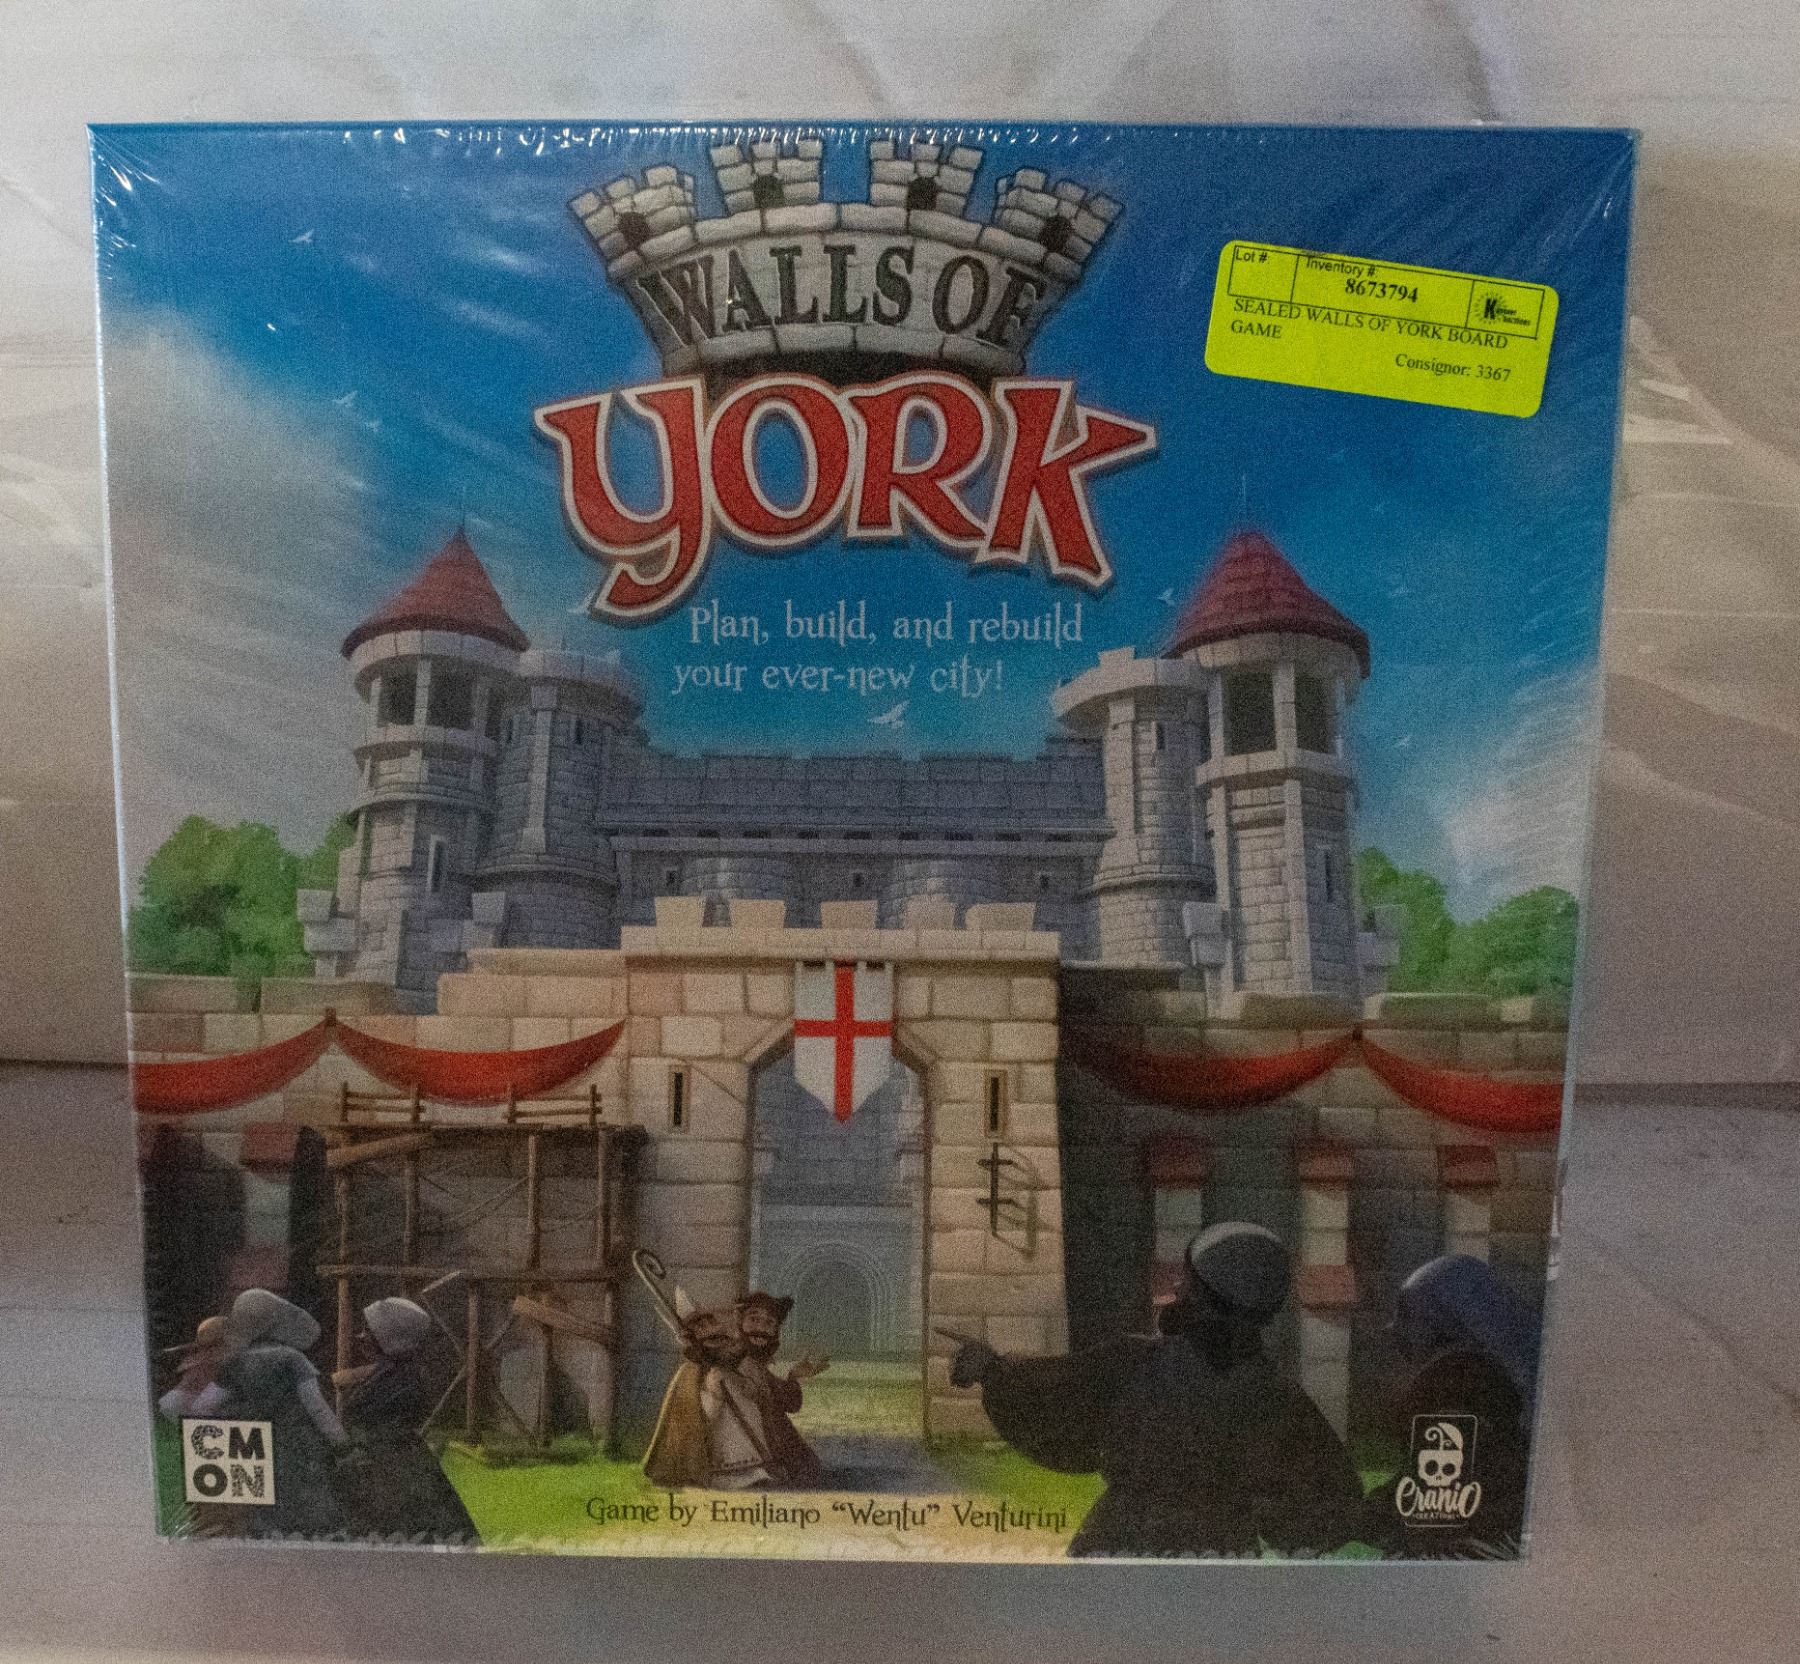 WALLS OF
YORK
Plan, build, and rebuild
your ever-new city!
Lot #
Inventory #:
8673794
SEALED WALLS OF YORK BOARD
GAME
Consignor: 3367
CM
ON
Game by Emiliano “Wentu” Venturini
Cranio
CREATIONS